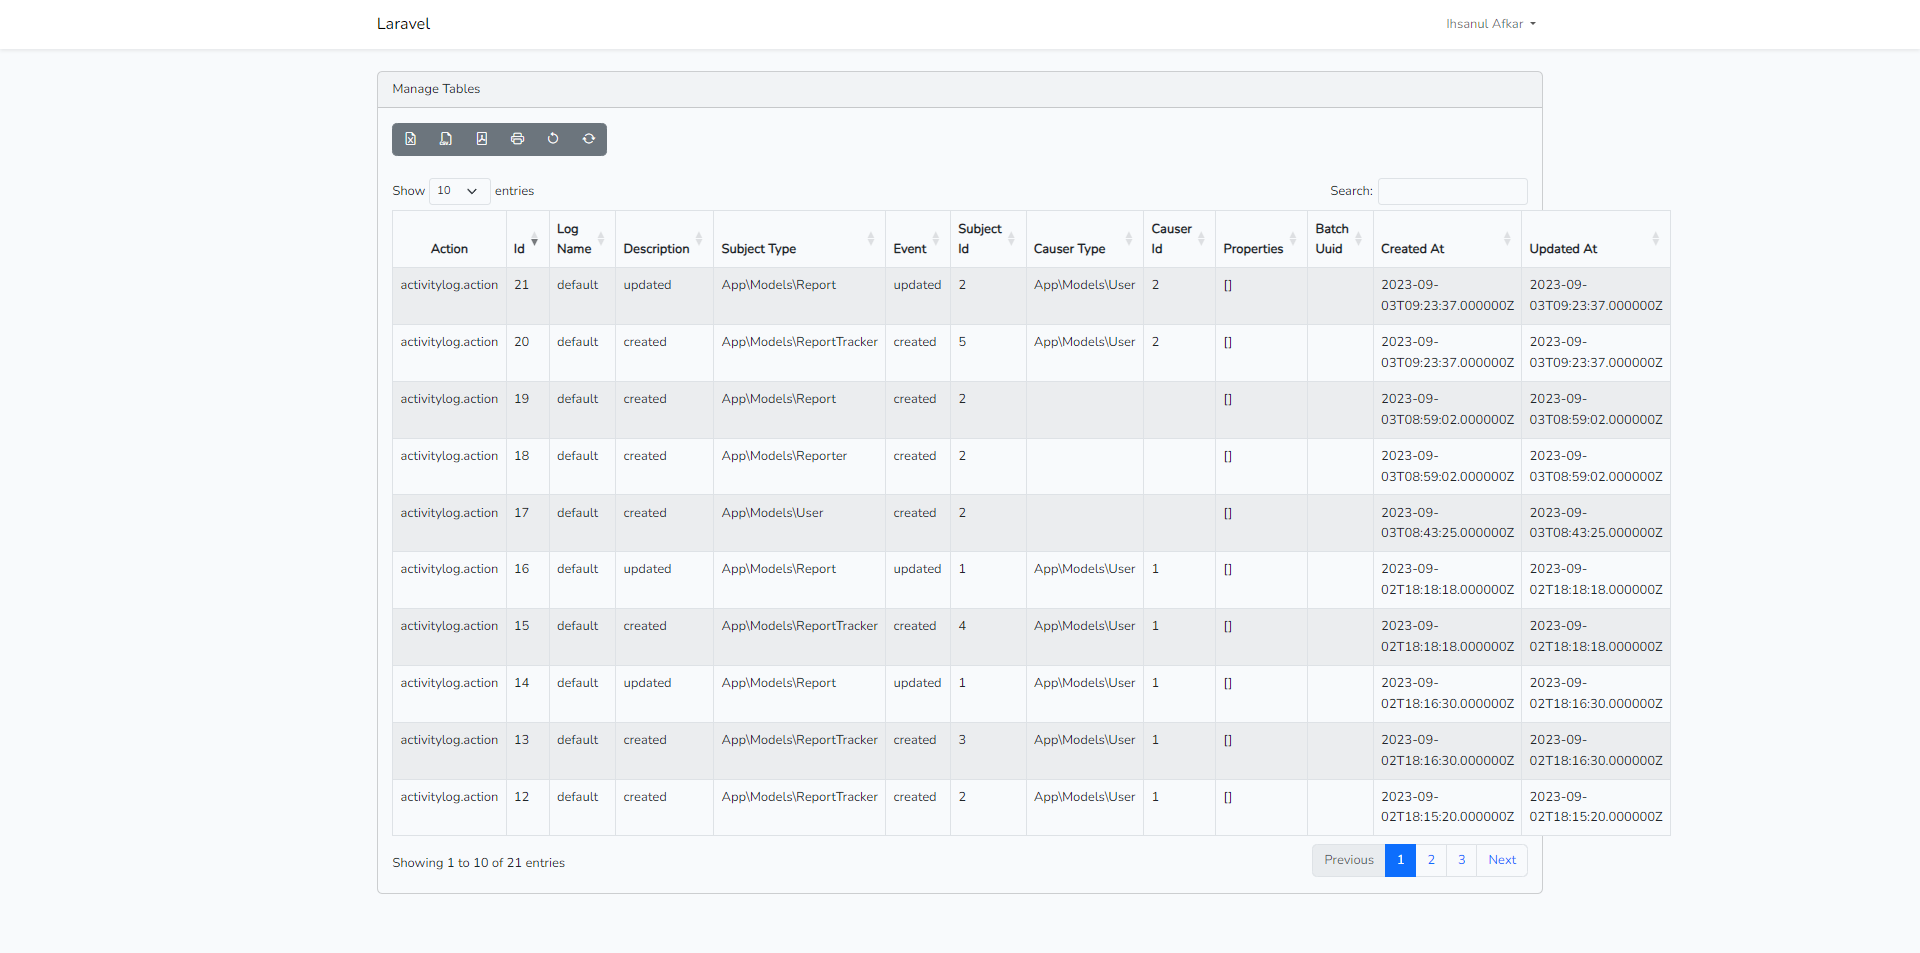 Laravel
Ihsanul Afkar
Manage Tables
Show 10 entries
Search:
Action Id Log Name Description Subject Type Event Subject Id Causer Type Causer Id Properties Batch Uuid Created At Updated At
activitylog.action 21 default updated App\Models\Report updated 2 App\Models\User 2 [] 2023-09-03T09:23:37.000000Z 2023-09-03T09:23:37.000000Z
activitylog.action 20 default created App\Models\ReportTracker created 5 App\Models\User 2 [] 2023-09-03T09:23:37.000000Z 2023-09-03T09:23:37.000000Z
activitylog.action 19 default created App\Models\Report created 2 [] 2023-09-03T08:59:02.000000Z 2023-09-03T08:59:02.000000Z
activitylog.action 18 default created App\Models\Reporter created 2 [] 2023-09-03T08:59:02.000000Z 2023-09-03T08:59:02.000000Z
activitylog.action 17 default created App\Models\User created 2 [] 2023-09-03T08:43:25.000000Z 2023-09-03T08:43:25.000000Z
activitylog.action 16 default updated App\Models\Report updated 1 App\Models\User 1 [] 2023-09-02T18:18:18.000000Z 2023-09-02T18:18:18.000000Z
activitylog.action 15 default created App\Models\ReportTracker created 4 App\Models\User 1 [] 2023-09-02T18:18:18.000000Z 2023-09-02T18:18:18.000000Z
activitylog.action 14 default updated App\Models\Report updated 1 App\Models\User 1 [] 2023-09-02T18:16:30.000000Z 2023-09-02T18:16:30.000000Z
activitylog.action 13 default created App\Models\ReportTracker created 3 App\Models\User 1 [] 2023-09-02T18:16:30.000000Z 2023-09-02T18:16:30.000000Z
activitylog.action 12 default created App\Models\ReportTracker created 2 App\Models\User 1 [] 2023-09-02T18:15:20.000000Z 2023-09-02T18:15:20.000000Z
Showing 1 to 10 of 21 entries
Previous 1 2 3 Next